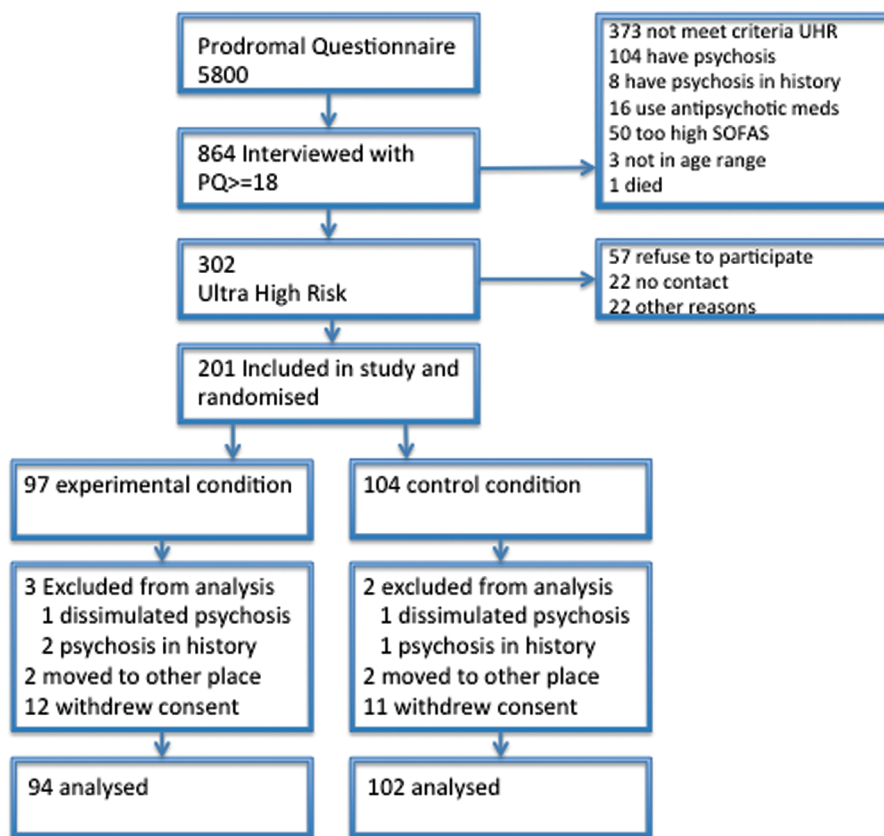 Prodromal Questionnaire
5800
373 not meet criteria UHR
104 have psychosis
8 have psychosis in history
16 use antipsychotic meds
50 too high SOFAS
3 not in age range
1 died
864 Interviewed with
PQ>=18
302
Ultra High Risk
57 refuse to participate
22 no contact
22 other reasons
201 Included in study and
randomised
97 experimental condition
104 control condition
3 Excluded from analysis
1 dissimulated psychosis
2 psychosis in history
2 moved to other place
12 withdrew consent
2 excluded from analysis
1 dissimulated psychosis
1 psychosis in history
2 moved to other place
11 withdrew consent
94 analysed
102 analysed